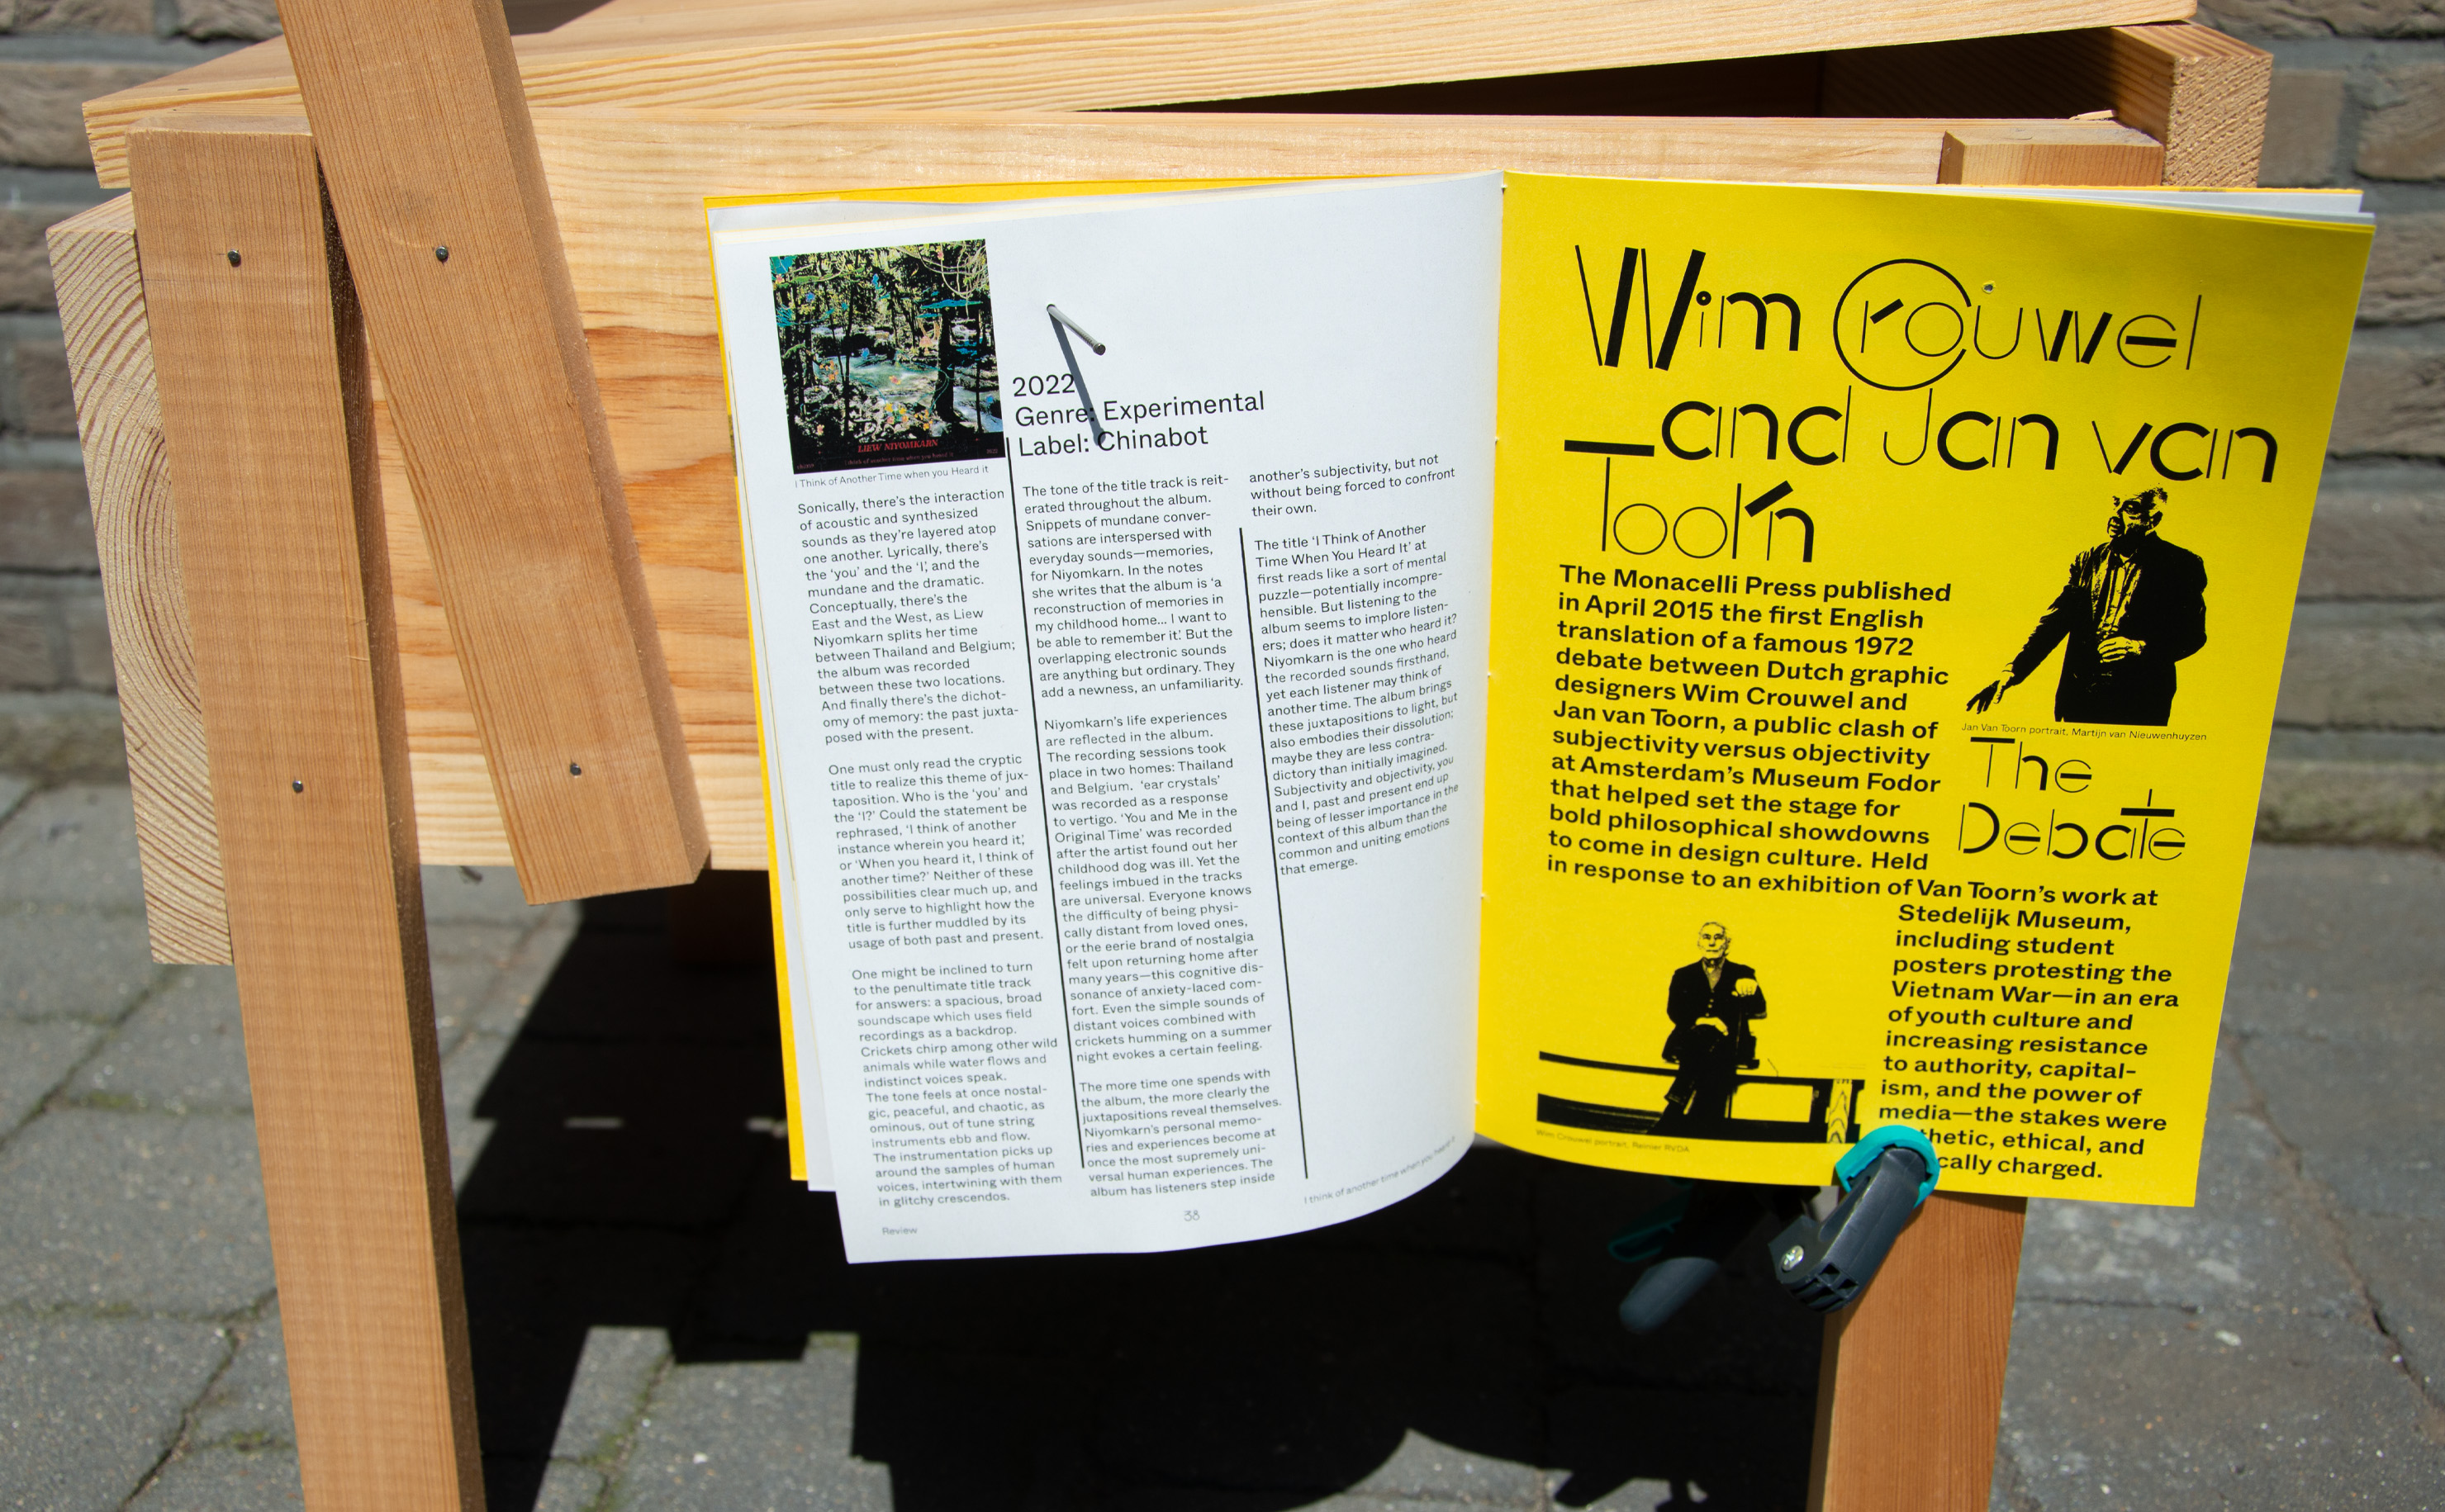 LIEW NIYOMKARN
I Think of Another Time when you Heard it
2022
Genre: Experimental
Label: Chinabot
Sonically, there's the interaction
of acoustic and synthesized
sounds as they're layered atop
one another. Lyrically, there's
the 'you' and the 'I', and the
mundane and the dramatic.
Conceptually, there's the
East and the West, as Liew
Niyomkarn splits her time
between Thailand and Belgium;
the album was recorded
between these two locations.
And finally there's the dichot-
omy of memory: the past juxta-
posed with the present.
One must only read the cryptic
title to realize this theme of jux-
taposition. Who is the 'you' and
the 'I?' Could the statement be
rephrased, 'I think of another
instance wherein you heard it',
or 'When you heard it, I think of
another time?' Neither of these
possibilities clear much up, and
only serve to highlight how the
title is further muddled by its
usage of both past and present.
One might be inclined to turn
to the penultimate title track
for answers: a spacious, broad
soundscape which uses field
recordings as a backdrop.
Crickets chirp among other wild
animals while water flows and
indistinct voices speak.
The tone feels at once nostal-
gic, peaceful, and chaotic, as
ominous, out of tune string
instruments ebb and flow.
The instrumentation picks up
around the samples of human
voices, intertwining with them
in glitchy crescendos.
The tone of the title track is reit-
erated throughout the album.
Snippets of mundane conver-
sations are interspersed with
everyday sounds—memories,
for Niyomkarn. In the notes
she writes that the album is 'a
reconstruction of memories in
my childhood home... I want to
be able to remember it.' But the
overlapping electronic sounds
are anything but ordinary. They
add a newness, an unfamiliarity.
Niyomkarn's life experiences
are reflected in the album.
The recording sessions took
place in two homes: Thailand
and Belgium. 'ear crystals'
was recorded as a response
to vertigo. 'You and Me in the
Original Time' was recorded
after the artist found out her
childhood dog was ill. Yet the
feelings imbued in the tracks
are universal. Everyone knows
the difficulty of being physi-
cally distant from loved ones,
or the eerie brand of nostalgia
felt upon returning home after
many years—this cognitive dis-
sonance of anxiety-laced com-
fort. Even the simple sounds of
distant voices combined with
crickets humming on a summer
night evokes a certain feeling.
The more time one spends with
the album, the more clearly the
juxtapositions reveal themselves.
Niyomkarn's personal memo-
ries and experiences become at
once the most supremely uni-
versal human experiences. The
album has listeners step inside
another's subjectivity, but not
without being forced to confront
their own.
The title 'I Think of Another
Time When You Heard It' at
first reads like a sort of mental
puzzle—potentially incompre-
hensible. But listening to the
album seems to implore listen-
ers; does it matter who heard it?
Niyomkarn is the one who heard
the recorded sounds firsthand,
yet each listener may think of
another time. The album brings
these juxtapositions to light, but
also embodies their dissolution;
maybe they are less contra-
dictory than initially imagined.
Subjectivity and objectivity, you
and I, past and present end up
being of lesser importance in the
context of this album than the
common and uniting emotions
that emerge.
Review
38
I think of another time when you heard it
Wim Crouwel
and Jan van
Toorn
The Monacelli Press published
in April 2015 the first English
translation of a famous 1972
debate between Dutch graphic
designers Wim Crouwel and
Jan van Toorn, a public clash of
subjectivity versus objectivity
at Amsterdam's Museum Fodor
that helped set the stage for
bold philosophical showdowns
to come in design culture. Held
in response to an exhibition of Van Toorn's work at
Stedelijk Museum,
including student
posters protesting the
Vietnam War—in an era
of youth culture and
increasing resistance
to authority, capital-
ism, and the power of
media—the stakes were
thetic, ethical, and
cally charged.
Jan Van Toorn portrait, Martijn van Nieuwenhuyzen
The
Debate
Wim Crouwel portrait, Reinier RVDA